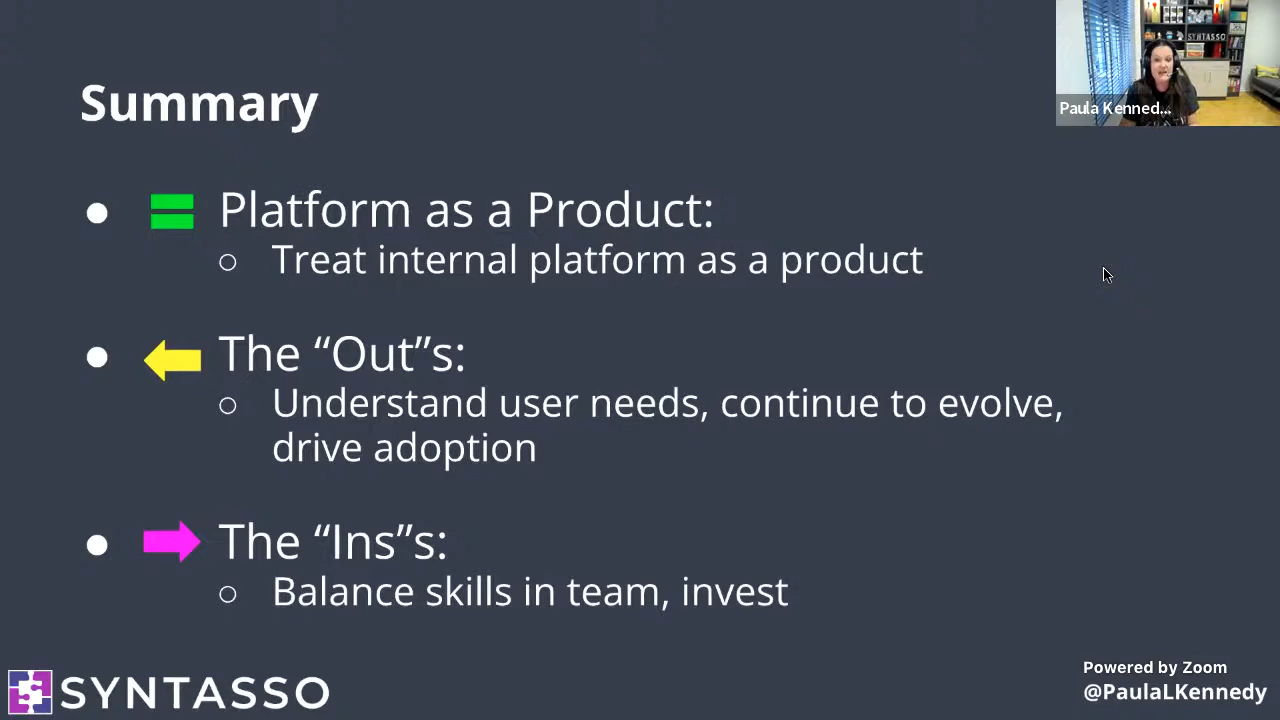 Summary
SYNTASSO
Paula Kenned...
● Platform as a Product:
○ Treat internal platform as a product
● The “Out”s:
○ Understand user needs, continue to evolve,
drive adoption
● The “Ins”s:
○ Balance skills in team, invest
SYNTASSO
Powered by Zoom
@PaulaLKennedy